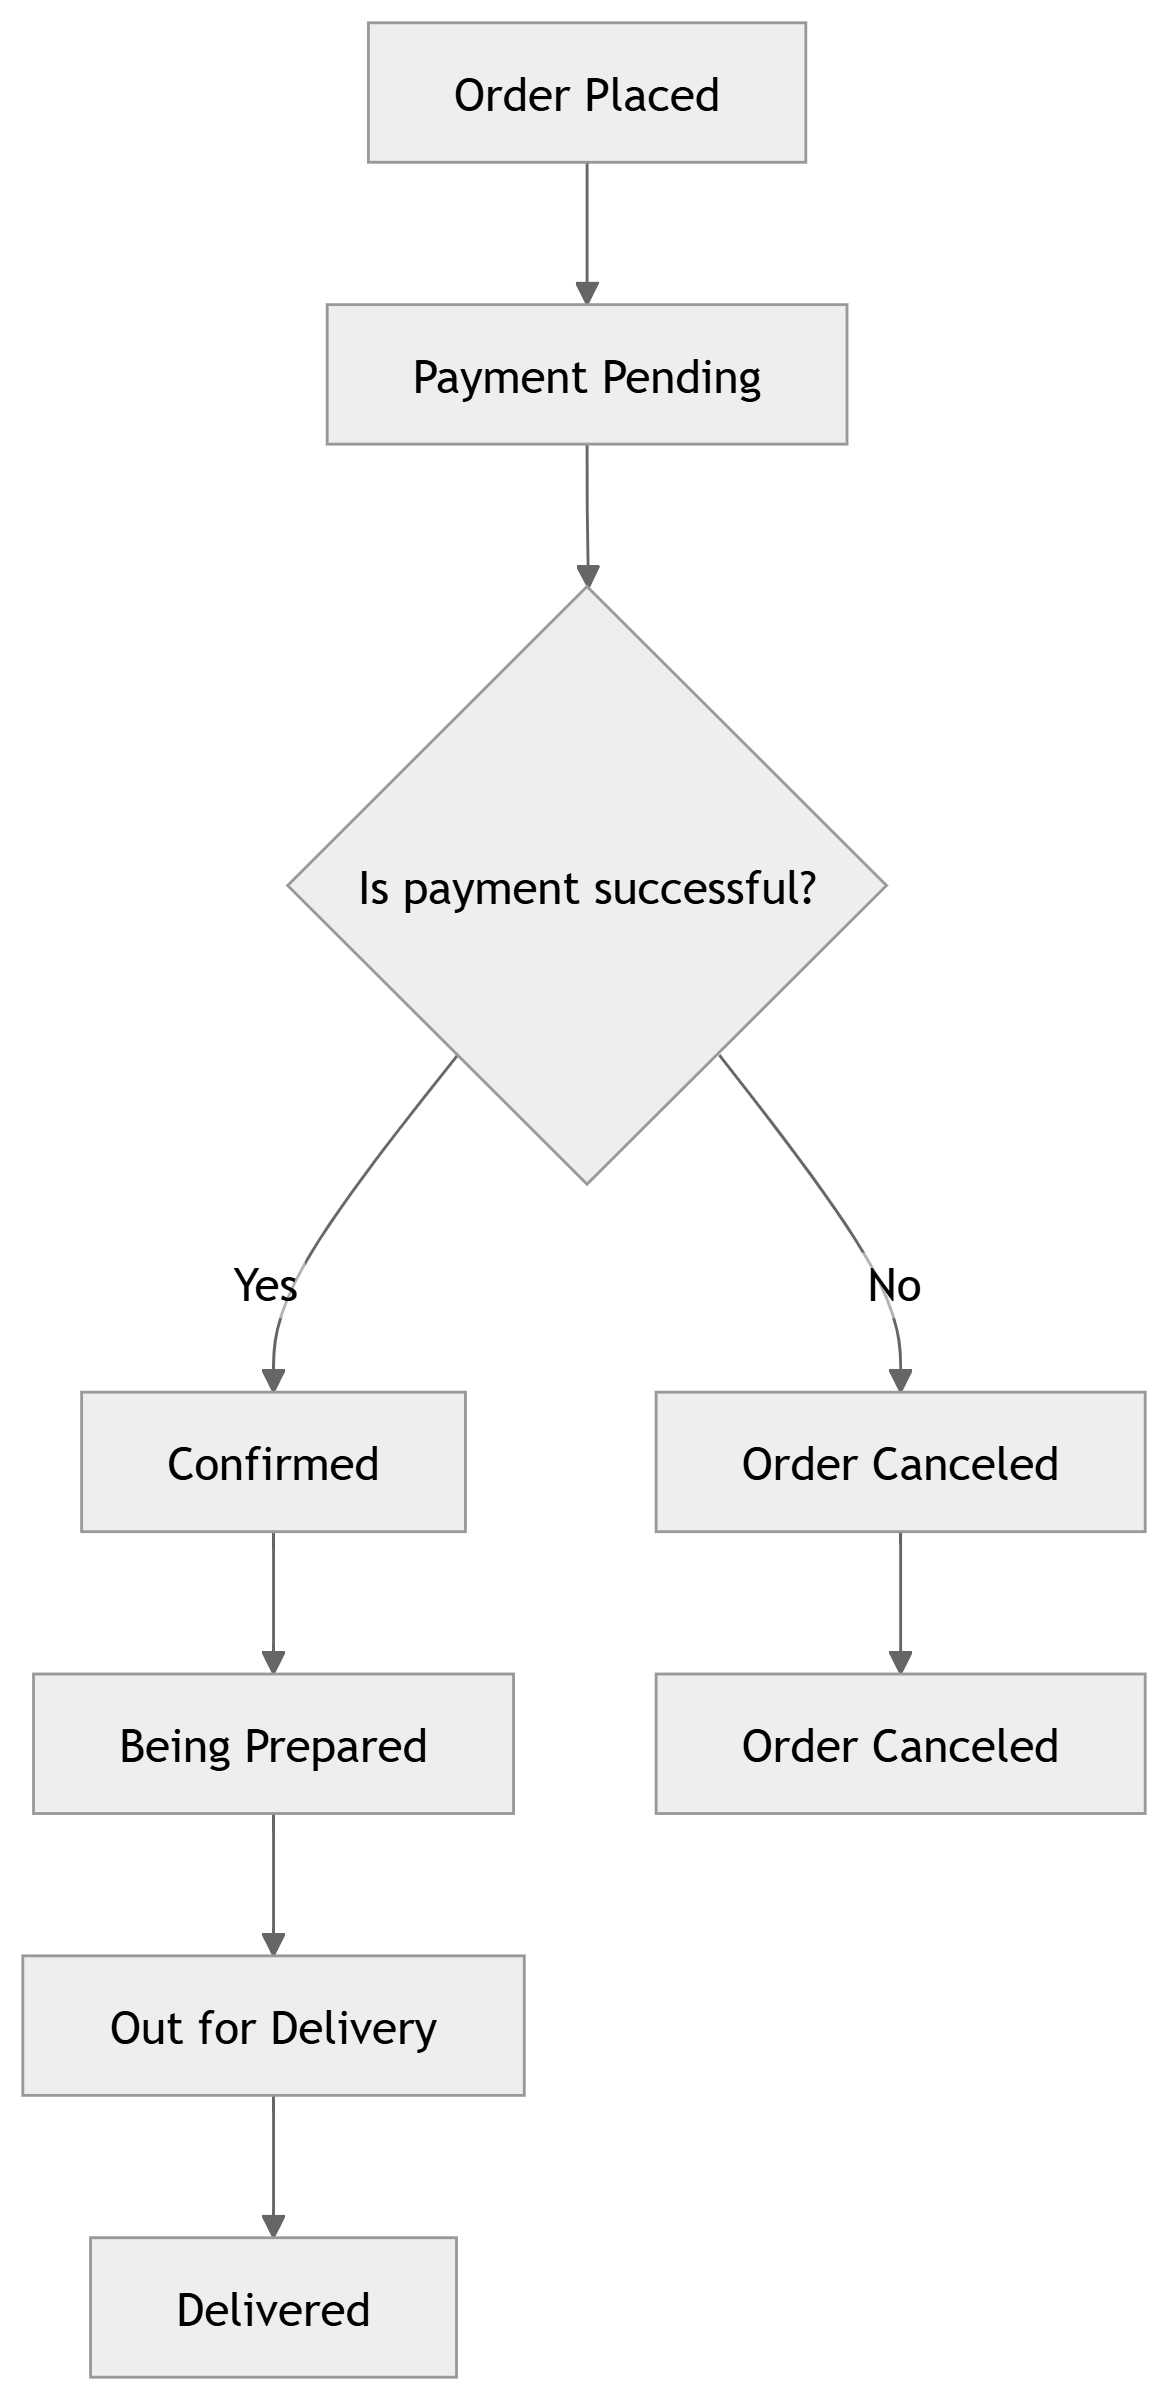 Order Placed
Payment Pending
Is payment successful?
Yes
No
Confirmed
Order Canceled
Being Prepared
Order Canceled
Out for Delivery
Delivered